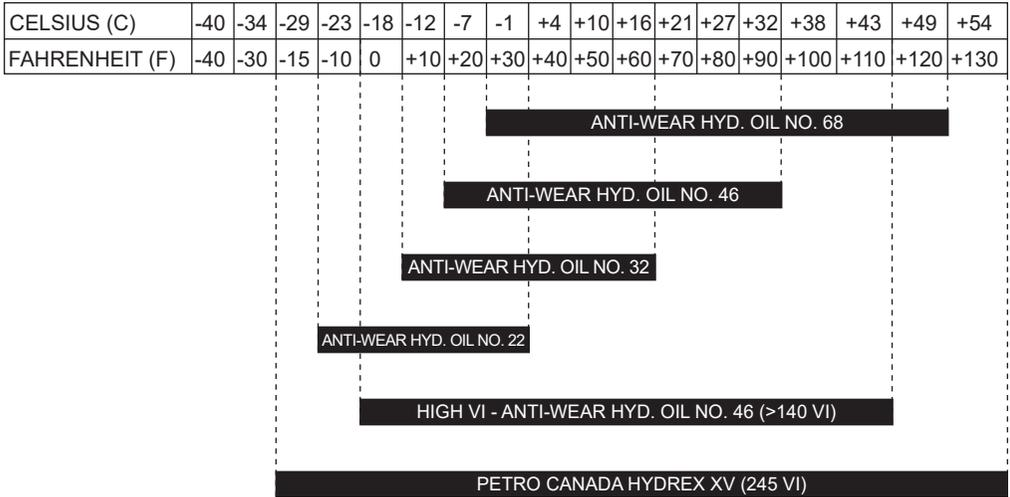 CELSIUS (C) -40 -34 -29 -23 -18 -12 -7 -1 +4 +10 +16 +21 +27 +32 +38 +43 +49 +54
FAHRENHEIT (F) -40 -30 -15 -10 0 +10 +20 +30 +40 +50 +60 +70 +80 +90 +100 +110 +120 +130
ANTI-WEAR HYD. OIL NO. 68
ANTI-WEAR HYD. OIL NO. 46
ANTI-WEAR HYD. OIL NO. 32
ANTI-WEAR HYD. OIL NO. 22
HIGH VI - ANTI-WEAR HYD. OIL NO. 46 (>140 VI)
PETRO CANADA HYDREX XV (245 VI)